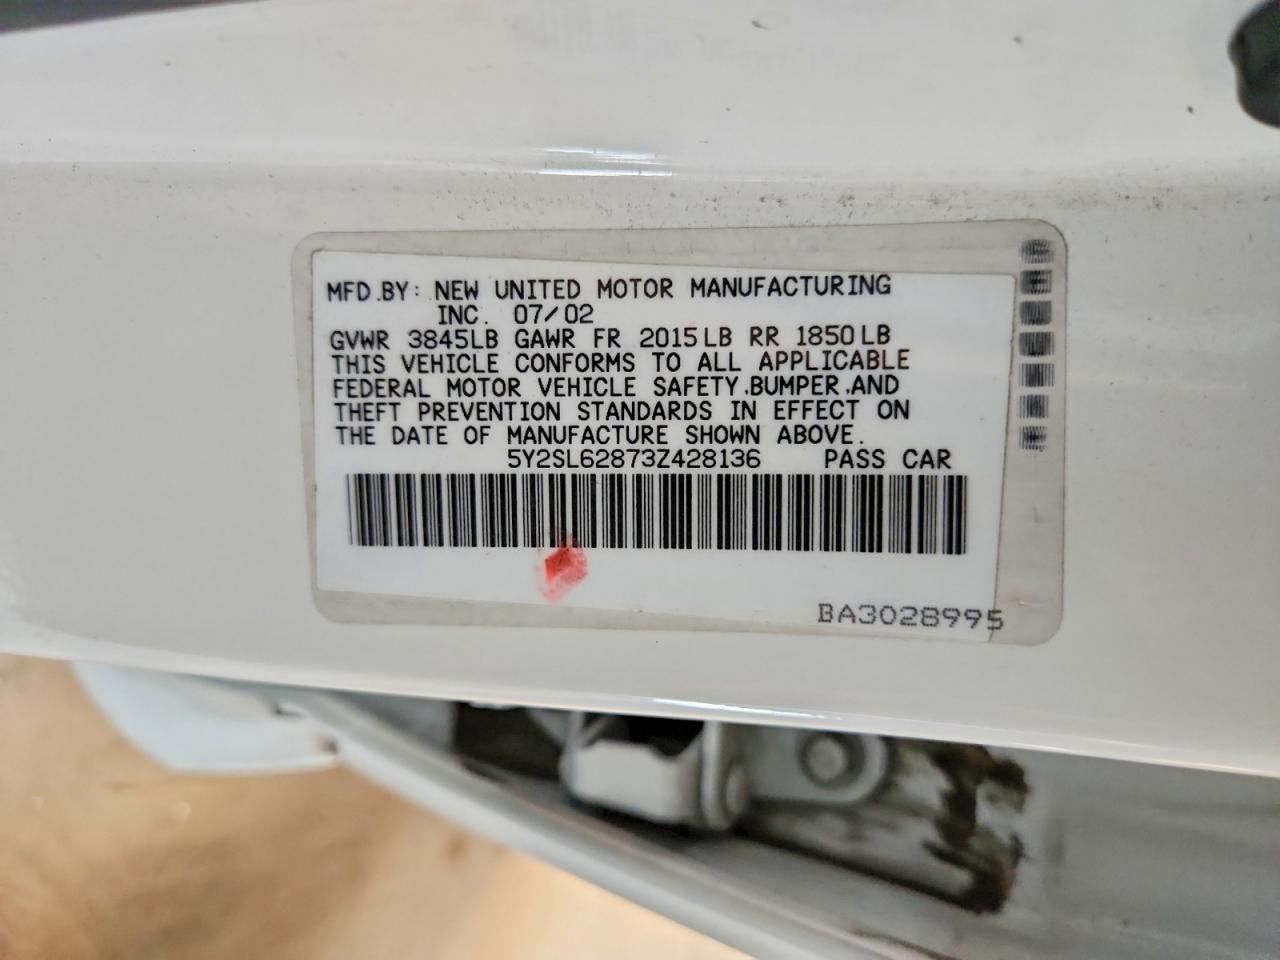 MFD.BY: NEW UNITED MOTOR MANUFACTURING
INC. 07/02
GVWR 3845LB GAWR FR 2015LB RR 1850LB
THIS VEHICLE CONFORMS TO ALL APPLICABLE
FEDERAL MOTOR VEHICLE SAFETY,BUMPER,AND
THEFT PREVENTION STANDARDS IN EFFECT ON
THE DATE OF MANUFACTURE SHOWN ABOVE.
5Y2SL62873Z428136 PASS CAR
BA3028995